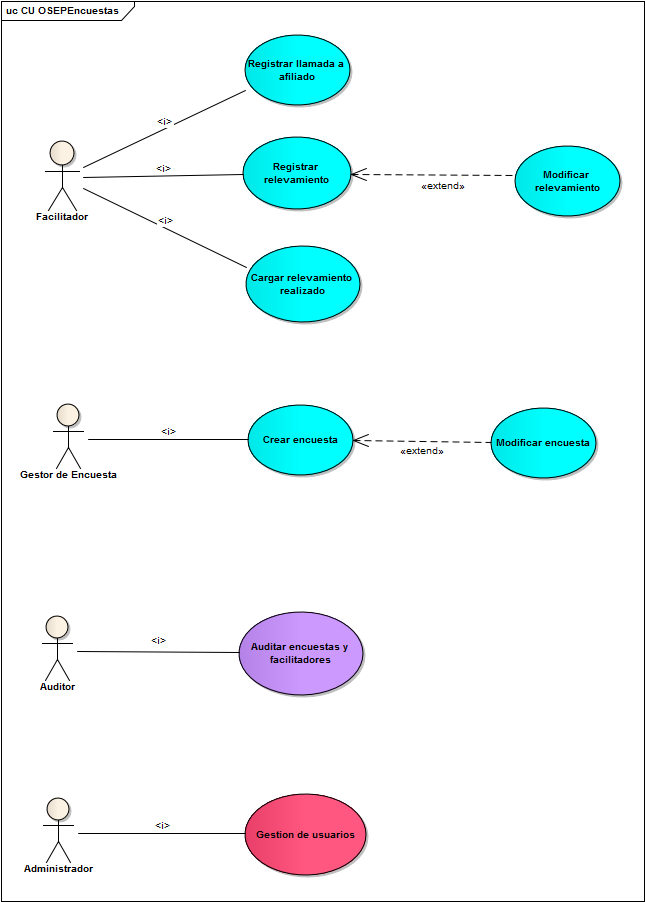 uc CU OSEPEncuestas
Registrar llamada a
afiliado
<i>
Registrar
relevamiento
<i>
Modificar
relevamiento
«extend»
Facilitador
<i>
Cargar relevamiento
realizado
<i>
Crear encuesta
Modificar encuesta
«extend»
Gestor de Encuesta
<i>
Auditar encuestas y
facilitadores
Auditor
<i>
Gestion de usuarios
Administrador